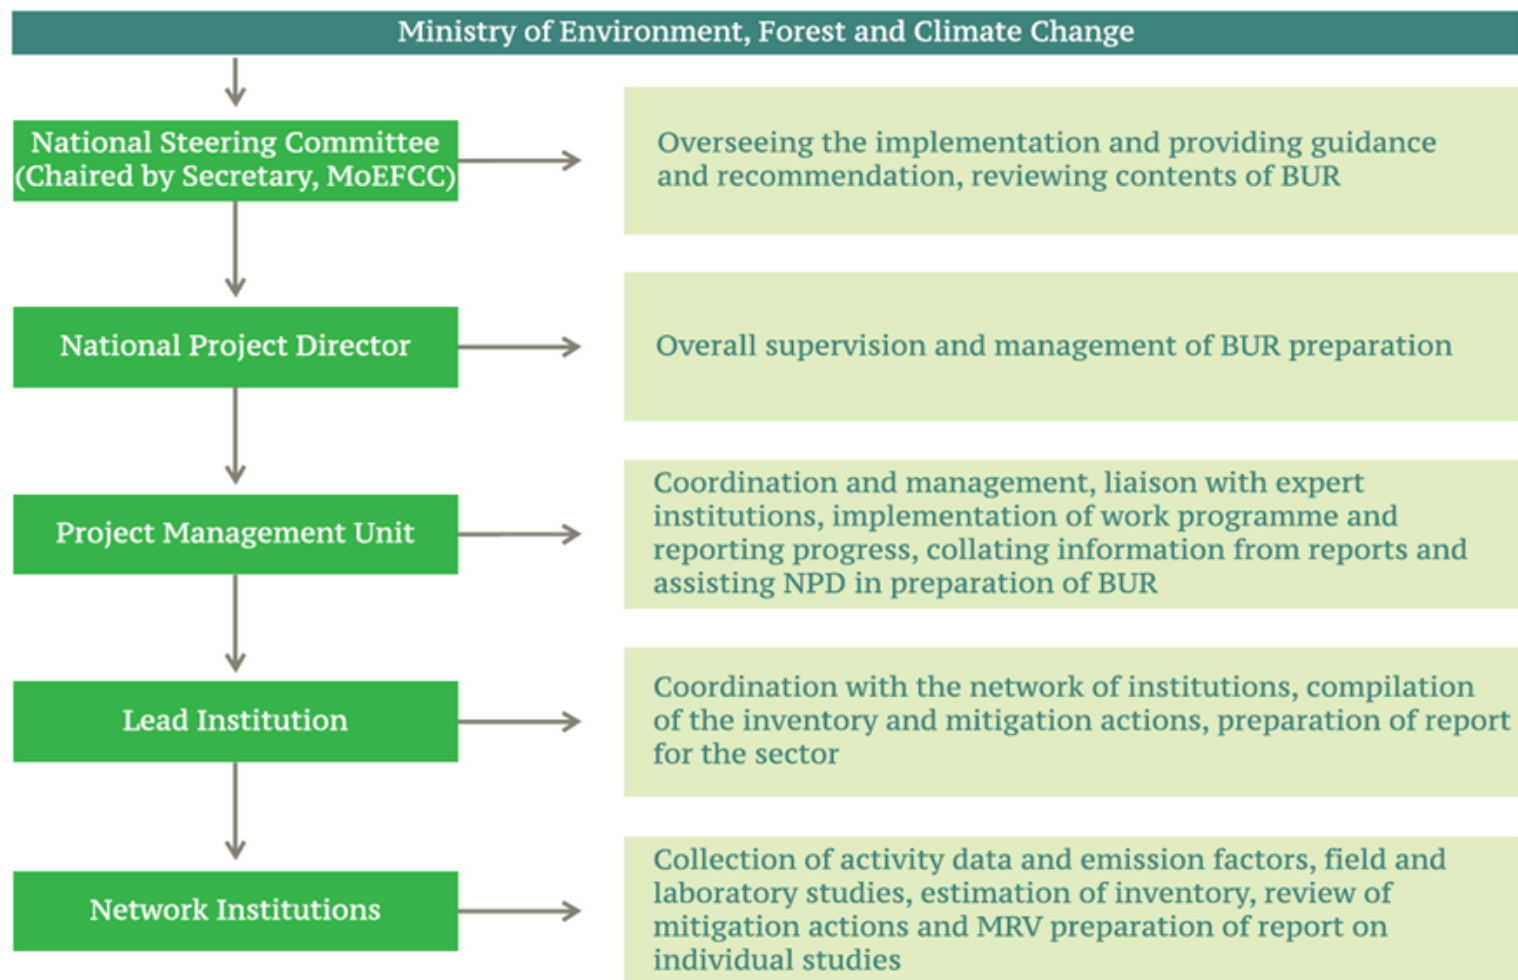 Ministry of Environment, Forest and Climate Change
National Steering Committee
(Chaired by Secretary, MoEFCC)
Overseeing the implementation and providing guidance
and recommendation, reviewing contents of BUR
National Project Director
Overall supervision and management of BUR preparation
Project Management Unit
Coordination and management, liaison with expert
institutions, implementation of work programme and
reporting progress, collating information from reports and
assisting NPD in preparation of BUR
Lead Institution
Coordination with the network of institutions, compilation
of the inventory and mitigation actions, preparation of report
for the sector
Network Institutions
Collection of activity data and emission factors, field and
laboratory studies, estimation of inventory, review of
mitigation actions and MRV preparation of report on
individual studies